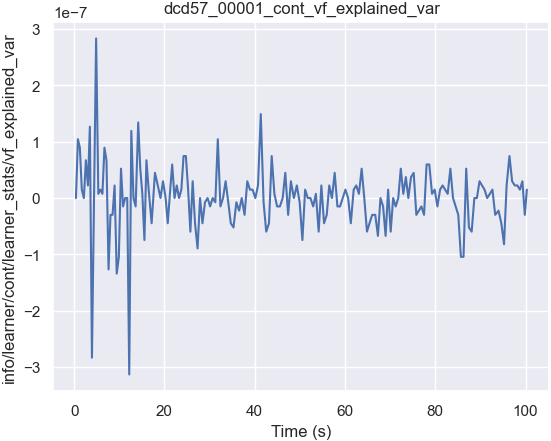 dcd57_00001_cont_vf_explained_var
1e−7
info/learner/cont/learner_stats/vf_explained_var
3
2
1
0
−1
−2
−3
0 20 40 60 80 100
Time (s)